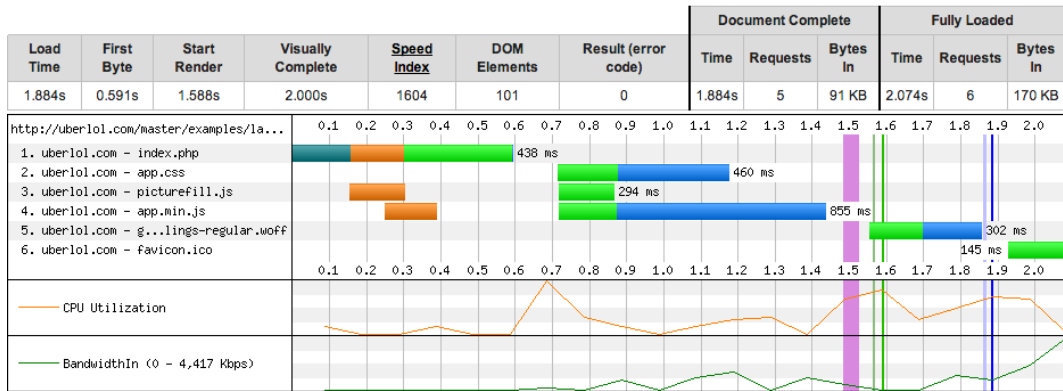 Document Complete Fully Loaded
Load Time First Byte Start Render Visually Complete Speed Index DOM Elements Result (error code) Time Requests Bytes In Time Requests Bytes In
1.884s 0.591s 1.588s 2.000s 1604 101 0 1.884s 5 91 KB 2.074s 6 170 KB
http://uberlol.com/master/examples/la... 0.1 0.2 0.3 0.4 0.5 0.6 0.7 0.8 0.9 1.0 1.1 1.2 1.3 1.4 1.5 1.6 1.7 1.8 1.9 2.0
1. uberlol.com - index.php 438 ms
2. uberlol.com - app.css 460 ms
3. uberlol.com - picturefill.js 294 ms
4. uberlol.com - app.min.js 855 ms
5. uberlol.com - g...lings-regular.woff 302 ms
6. uberlol.com - favicon.ico 145 ms
0.1 0.2 0.3 0.4 0.5 0.6 0.7 0.8 0.9 1.0 1.1 1.2 1.3 1.4 1.5 1.6 1.7 1.8 1.9 2.0
CPU Utilization
BandwidthIn (0 - 4,417 Kbps)